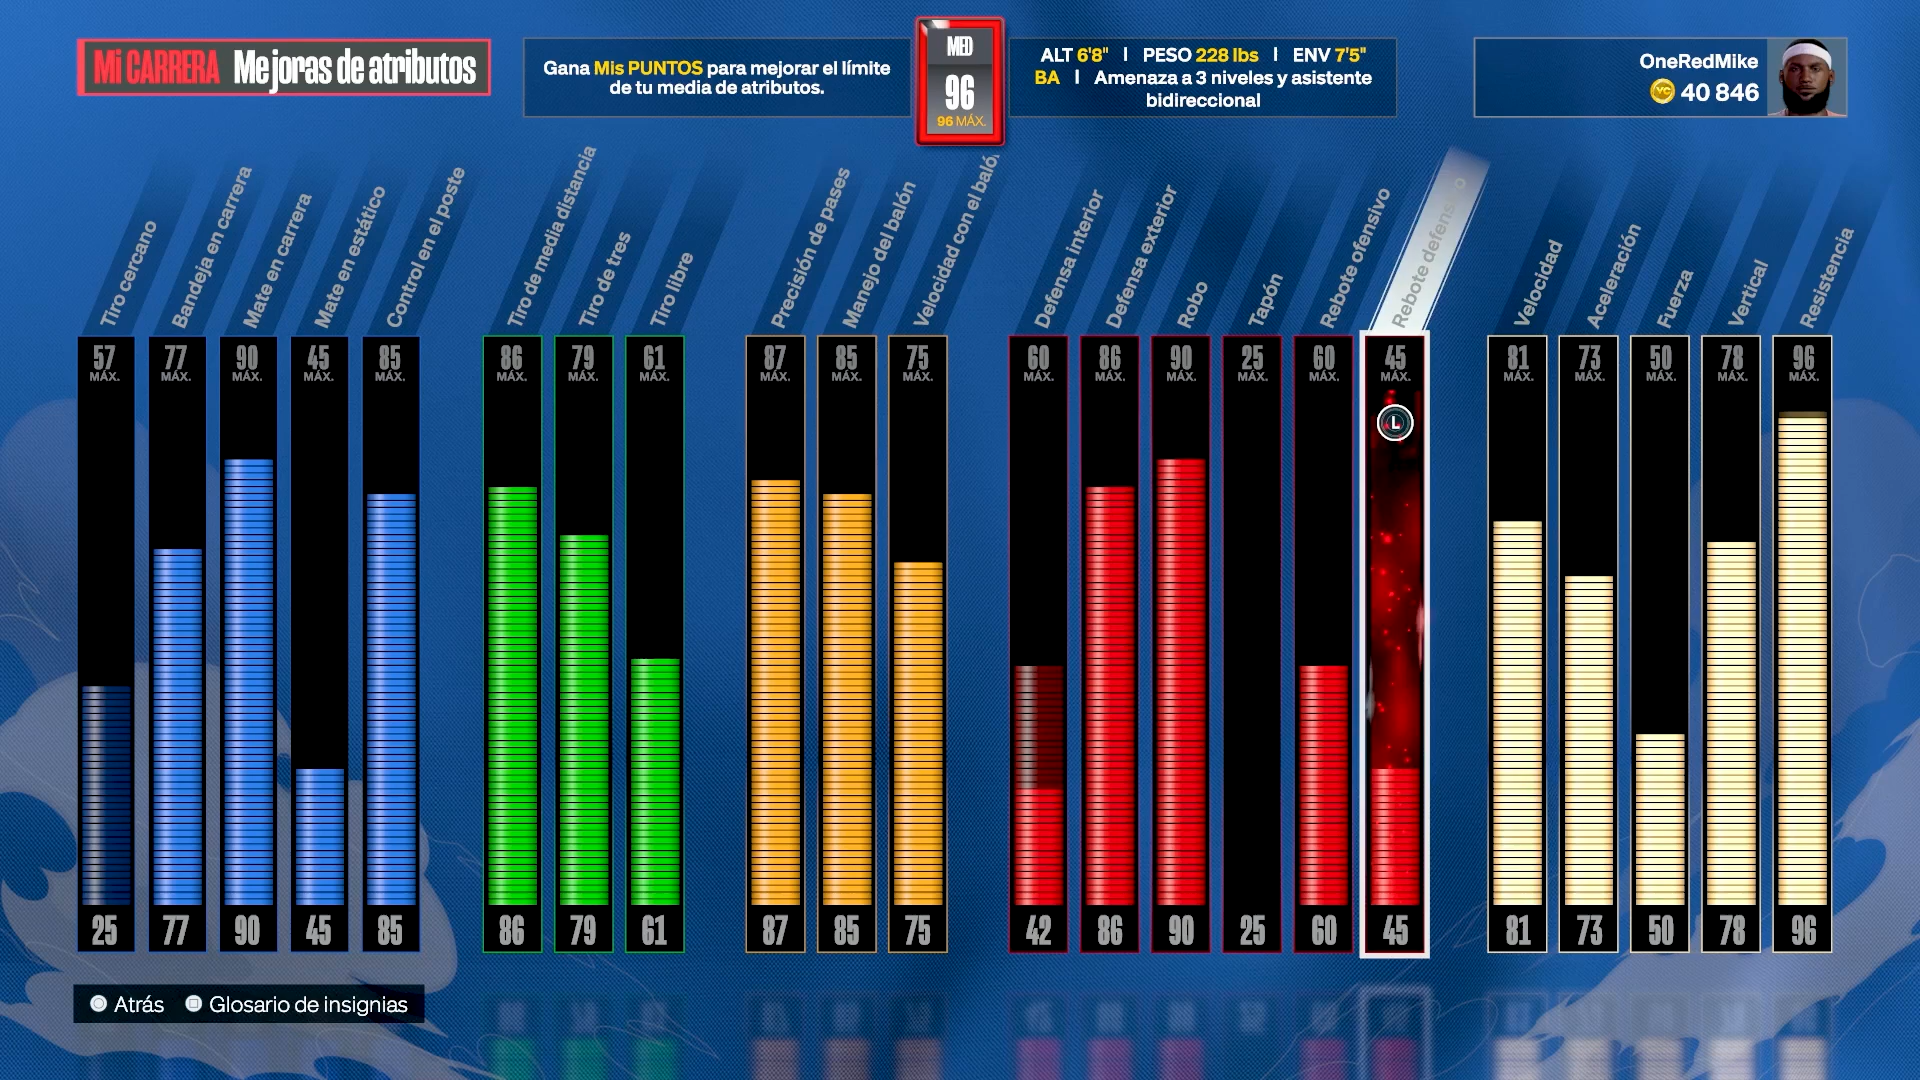 Mi CARRERA Mejoras de atributos
Gana Mis PUNTOS para mejorar el límite
de tu media de atributos.
MED
96
96 MÁX.
ALT 6'8" | PESO 228 lbs | ENV 7'5"
BA | Amenaza a 3 niveles y asistente
bidireccional
OneRedMike
VC 40 846
Tiro cercano
Bandeja en carrera
Mate en carrera
Mate en estático
Control en el poste
Tiro de media distancia
Tiro de tres
Tiro libre
Precisión de pases
Manejo del balón
Velocidad con el balón
Defensa interior
Defensa exterior
Robo
Tapón
Rebote ofensivo
Rebote defensivo
Velocidad
Aceleración
Fuerza
Vertical
Resistencia
57 77 90 45 85 86 79 61 87 85 75 60 86 90 25 60 45 81 73 50 78 96
MÁX. MÁX. MÁX. MÁX. MÁX. MÁX. MÁX. MÁX. MÁX. MÁX. MÁX. MÁX. MÁX. MÁX. MÁX. MÁX. MÁX. MÁX. MÁX. MÁX. MÁX. MÁX.
L
25 77 90 45 85 86 79 61 87 85 75 42 86 90 25 60 45 81 73 50 78 96
Atrás Glosario de insignias